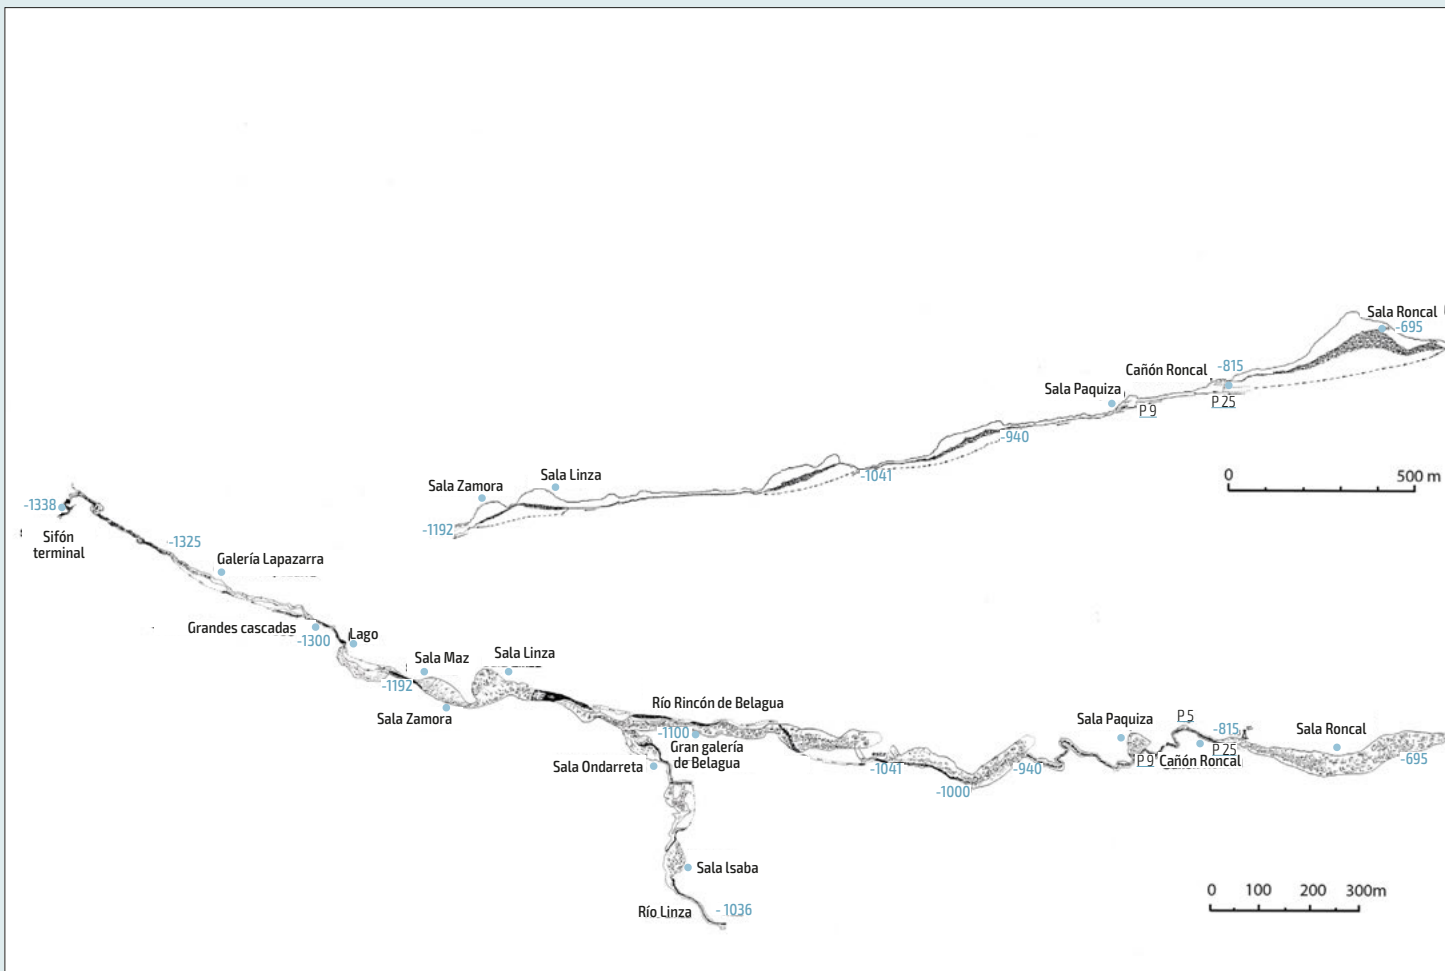 Sala Roncal
-695
Cañón Roncal
-815
Sala Paquiza
P 9
P 25
-940
-1041
0
500 m
Sala Zamora
Sala Linza
-1192
-1338
Sifón
terminal
-1325
Galería Lapazarra
Grandes cascadas
-1300
Lago
Sala Maz
-1192
Sala Zamora
Sala Linza
Río Rincón de Belagua
-1100
Gran galería
de Belagua
Sala Ondarreta
Sala Isaba
Río Linza
- 1036
-1041
-1000
-940
Sala Paquiza
P 9
P 5
Cañón Roncal
-815
P 25
Sala Roncal
-695
0 100 200 300m